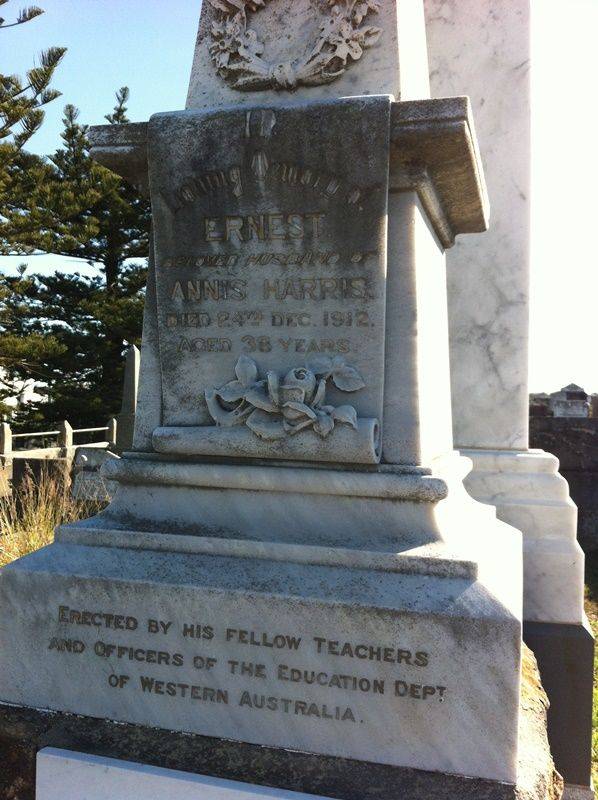 IN
Loving Memory of
ERNEST
BELOVED HUSBAND OF
ANNIS HARRIS.
DIED 24TH DEC. 1912.
AGED 38 YEARS.
ERECTED BY HIS FELLOW TEACHERS
AND OFFICERS OF THE EDUCATION DEPT
OF WESTERN AUSTRALIA.